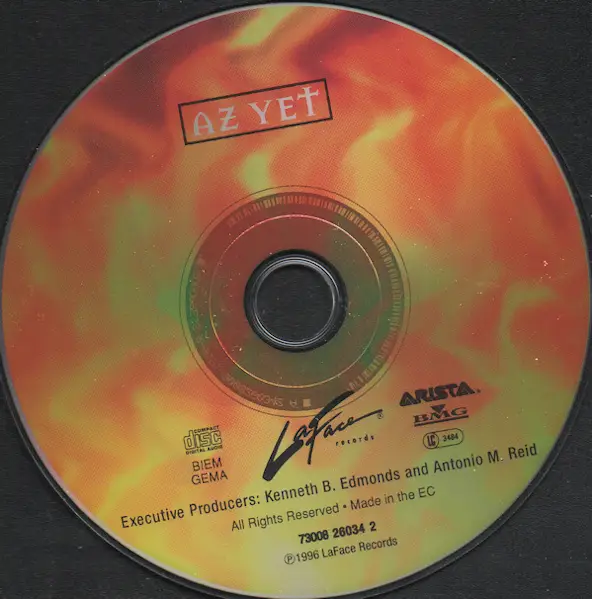 AZ YET
COMPACT
disc
DIGITAL AUDIO
BIEM
GEMA
LaFace ®
records
ARISTA®
BMG
LC 3484
Executive Producers: Kenneth B. Edmonds and Antonio M. Reid
All Rights Reserved • Made in the EC
73008 26034 2
℗1996 LaFace Records